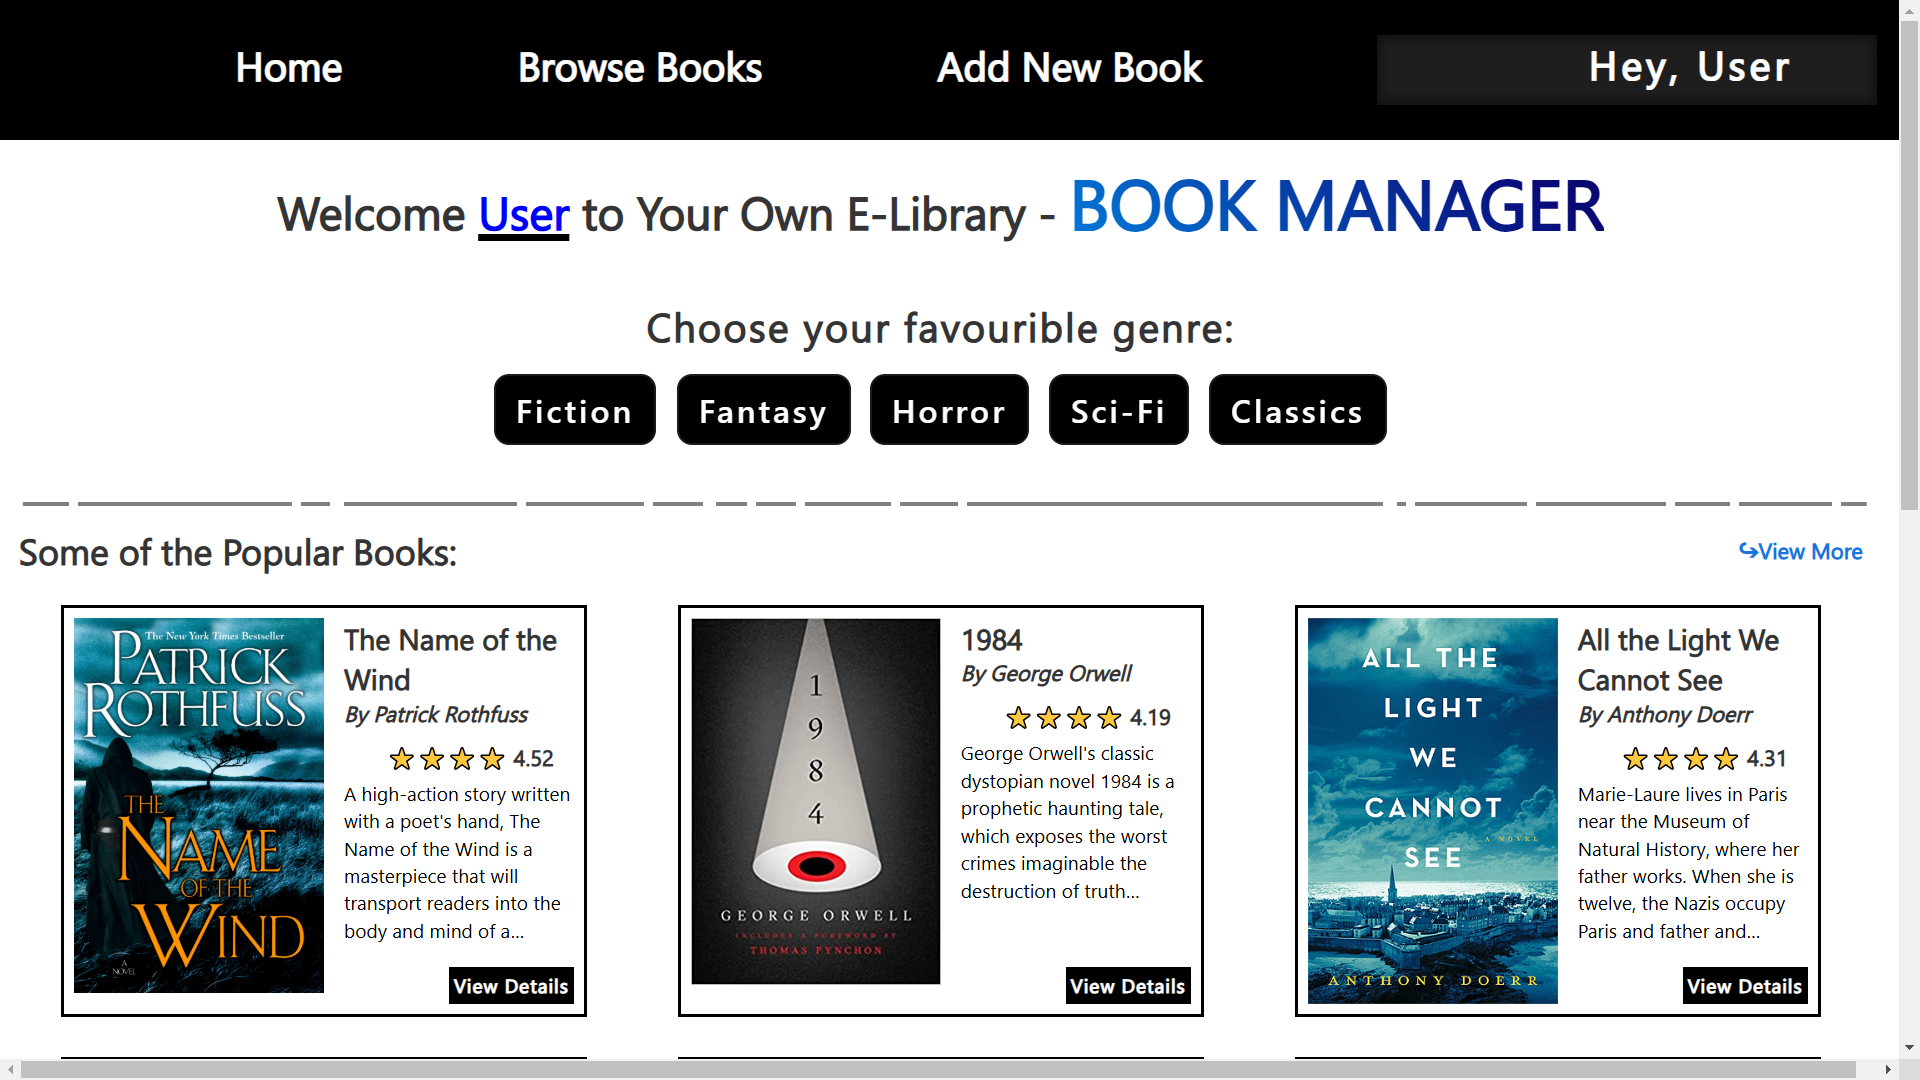 Home
Browse Books
Add New Book
Hey, User
Welcome User to Your Own E-Library - BOOK MANAGER
Choose your favourible genre:
Fiction
Fantasy
Horror
Sci-Fi
Classics
Some of the Popular Books:
↪View More
The New York Times Bestseller
PATRICK
ROTHFUSS
THE
NAME
OF THE
WIND
A
NOVEL
The Name of the
Wind
By Patrick Rothfuss
4.52
A high-action story written
with a poet's hand, The
Name of the Wind is a
masterpiece that will
transport readers into the
body and mind of a...
View Details
1
9
8
4
GEORGE ORWELL
INCLUDES A FOREWORD BY
THOMAS PYNCHON
1984
By George Orwell
4.19
George Orwell's classic
dystopian novel 1984 is a
prophetic haunting tale,
which exposes the worst
crimes imaginable the
destruction of truth...
View Details
ALL THE
LIGHT
WE
CANNOT
A NOVEL
SEE
ANTHONY DOERR
All the Light We
Cannot See
By Anthony Doerr
4.31
Marie-Laure lives in Paris
near the Museum of
Natural History, where her
father works. When she is
twelve, the Nazis occupy
Paris and father and...
View Details